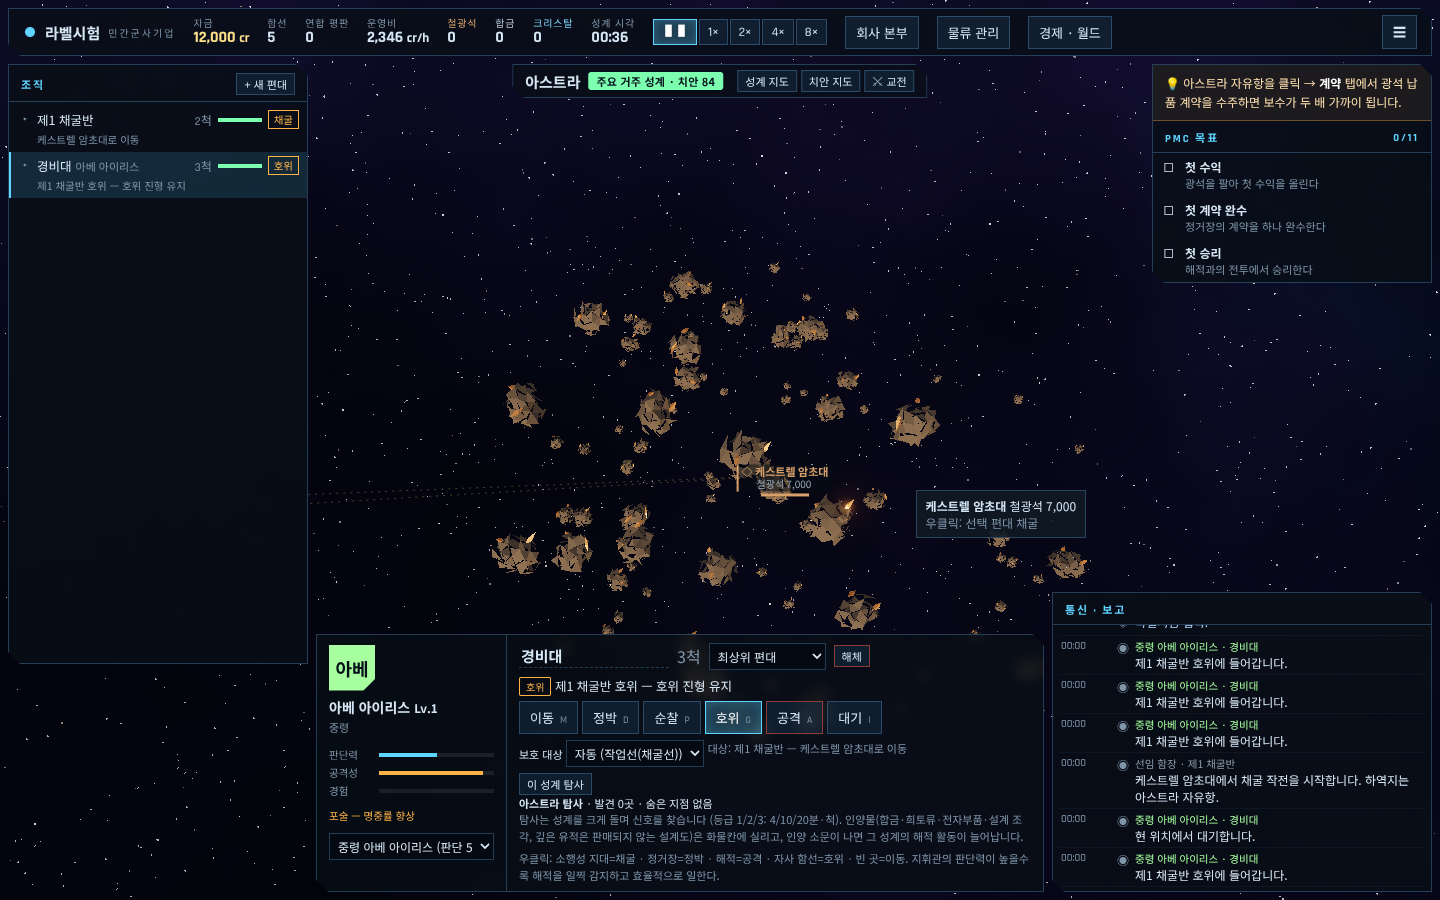 라벨시험 민간군사기업
자금 12,000 cr
함선 5
연합 평판 0
운영비 2,346 cr/h
철광석 0
합금 0
크리스탈 0
성계 시각 00:36
1× 2× 4× 8×
회사 본부
물류 관리
경제 · 월드
조직
+ 새 편대
제1 채굴반 2척 채굴
케스트렐 암초대로 이동
경비대 아베 아이리스 3척 호위
제1 채굴반 호위 — 호위 진형 유지
아스트라 주요 거주 성계 · 치안 84 성계 지도 치안 지도 ⚔ 교전
💡 아스트라 자유항을 클릭 → 계약 탭에서 광석 납
품 계약을 수주하면 보수가 두 배 가까이 됩니다.
PMC 목표 0/11
첫 수익
광석을 팔아 첫 수익을 올린다
첫 계약 완수
정거장의 계약을 하나 완수한다
첫 승리
해적과의 전투에서 승리한다
◇ 케스트렐 암초대
철광석 7,000
케스트렐 암초대 철광석 7,000
우클릭: 선택 편대 채굴
아베
아베 아이리스 Lv.1
중령
판단력
공격성
경험
포술 — 명중률 향상
중령 아베 아이리스 (판단 5
경비대 3척 최상위 편대 해체
호위 제1 채굴반 호위 — 호위 진형 유지
이동 M 정박 D 순찰 P 호위 G 공격 A 대기 I
보호 대상 자동 (작업선(채굴선)) 대상: 제1 채굴반 — 케스트렐 암초대로 이동
이 성계 탐사
아스트라 탐사 · 발견 0곳 · 숨은 지점 없음
탐사는 성계를 크게 돌며 신호를 찾습니다 (등급 1/2/3: 4/10/20분·척). 인양물(합금·희토류·전자부품·설계 조
각, 깊은 유적은 판매되지 않는 설계도)은 화물칸에 실리고, 인양 소문이 나면 그 성계의 해적 활동이 늘어납니다.
우클릭: 소행성 지대=채굴 · 정거장=정박 · 해적=공격 · 자사 함선=호위 · 빈 곳=이동. 지휘관의 판단력이 높을수
록 해적을 일찍 감지하고 효율적으로 일한다.
통신 · 보고
00:00 중령 아베 아이리스 · 경비대
제1 채굴반 호위에 들어갑니다.
00:00 중령 아베 아이리스 · 경비대
제1 채굴반 호위에 들어갑니다.
00:00 중령 아베 아이리스 · 경비대
제1 채굴반 호위에 들어갑니다.
00:00 선임 함장 · 제1 채굴반
케스트렐 암초대에서 채굴 작전을 시작합니다. 하역지는
아스트라 자유항.
00:00 중령 아베 아이리스 · 경비대
현 위치에서 대기합니다.
00:00 중령 아베 아이리스 · 경비대
제1 채굴반 호위에 들어갑니다.